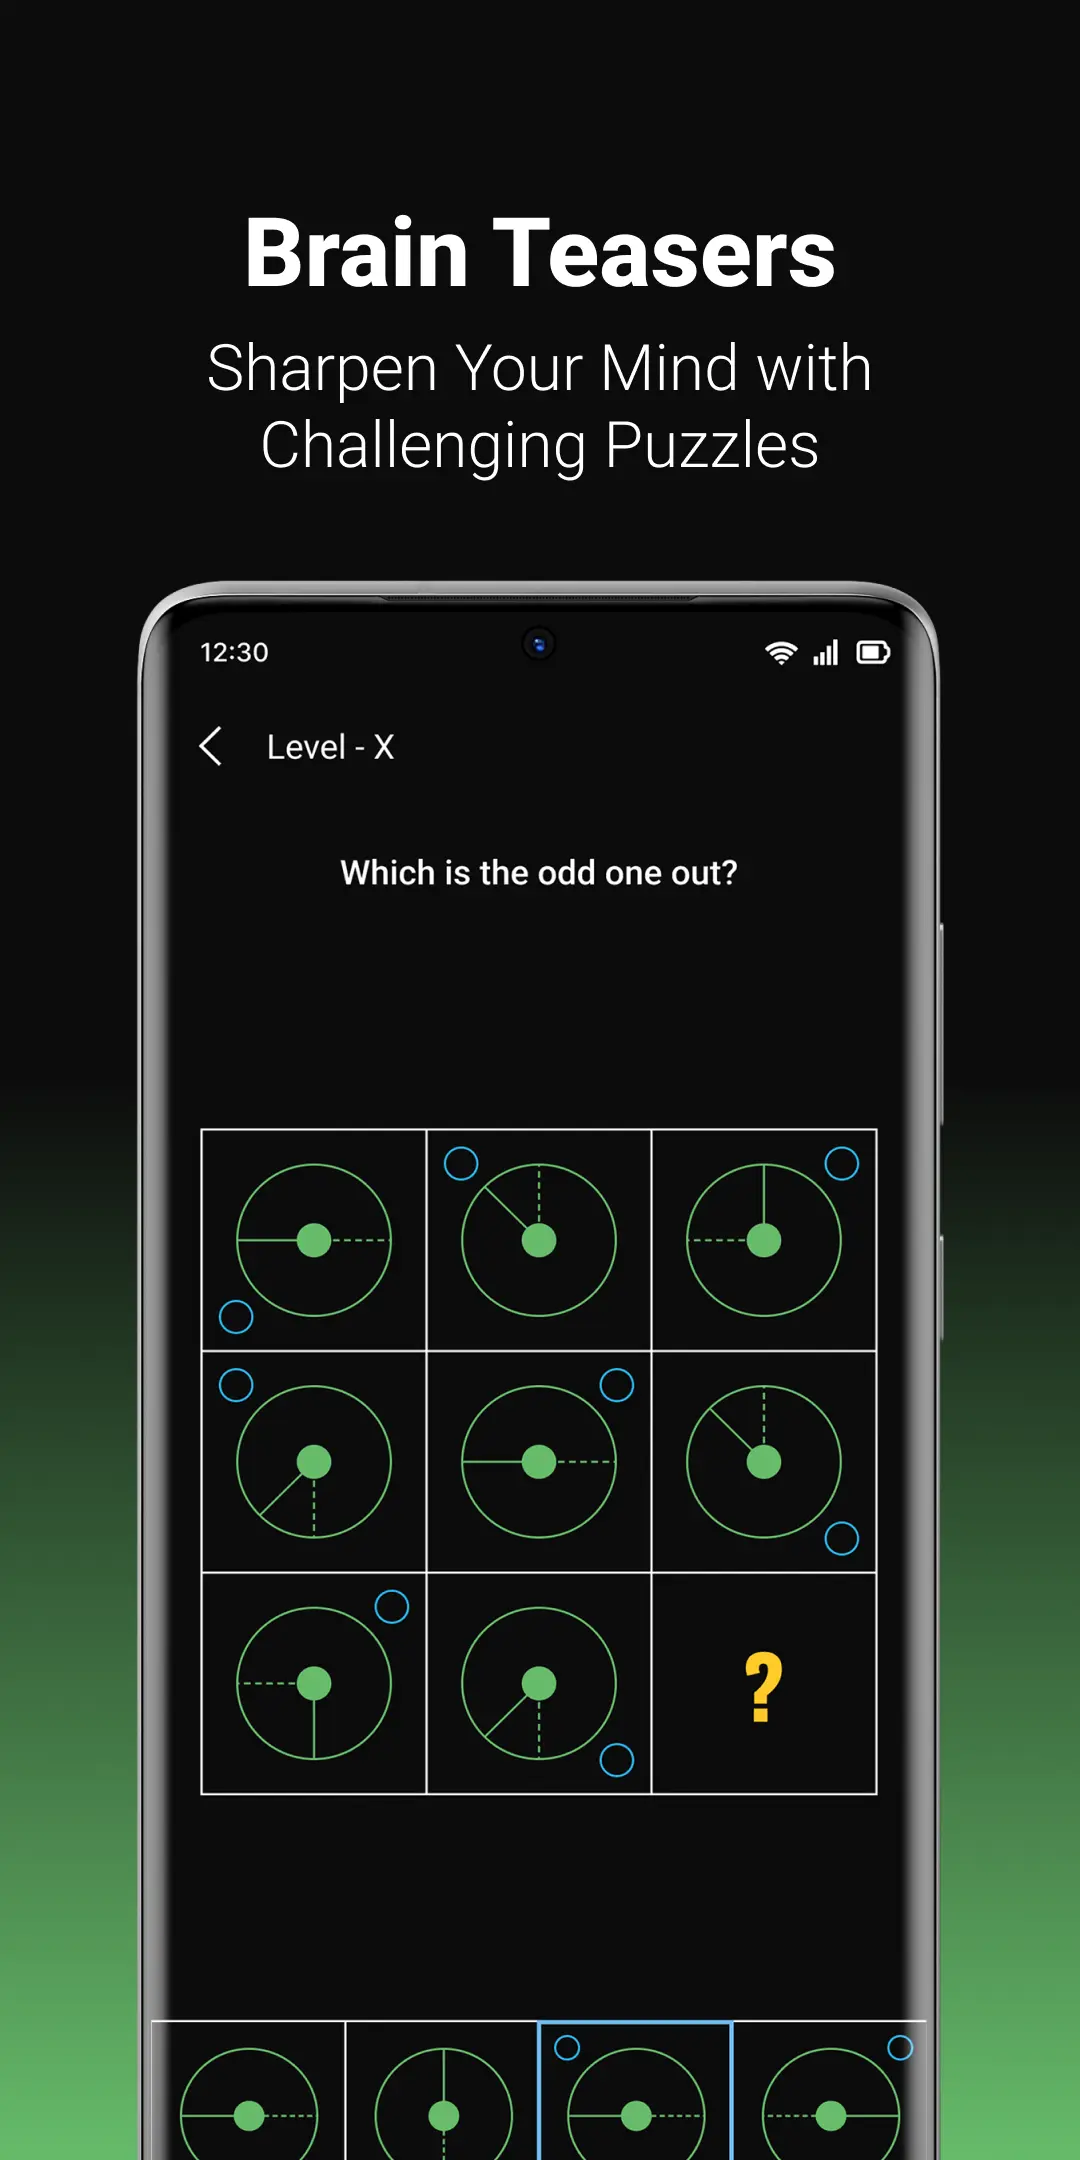 Brain Teasers
Sharpen Your Mind with
Challenging Puzzles
12:30
Level - X
Which is the odd one out?
?